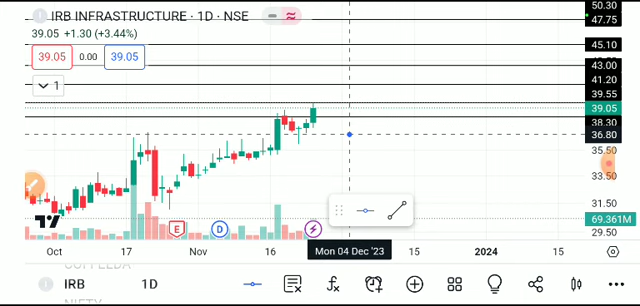 IRB INFRASTRUCTURE · 1D · NSE
39.05 +1.30 (+3.44%)
39.05 0.00 39.05
1
50.30
47.75
45.10
43.00
41.20
39.55
39.05
38.30
36.80
35.50
33.50
31.50
69.361M
29.50
E D
Oct 17 Nov 16 Mon 04 Dec '23 15 2024 15
IRB 1D
NIFTY